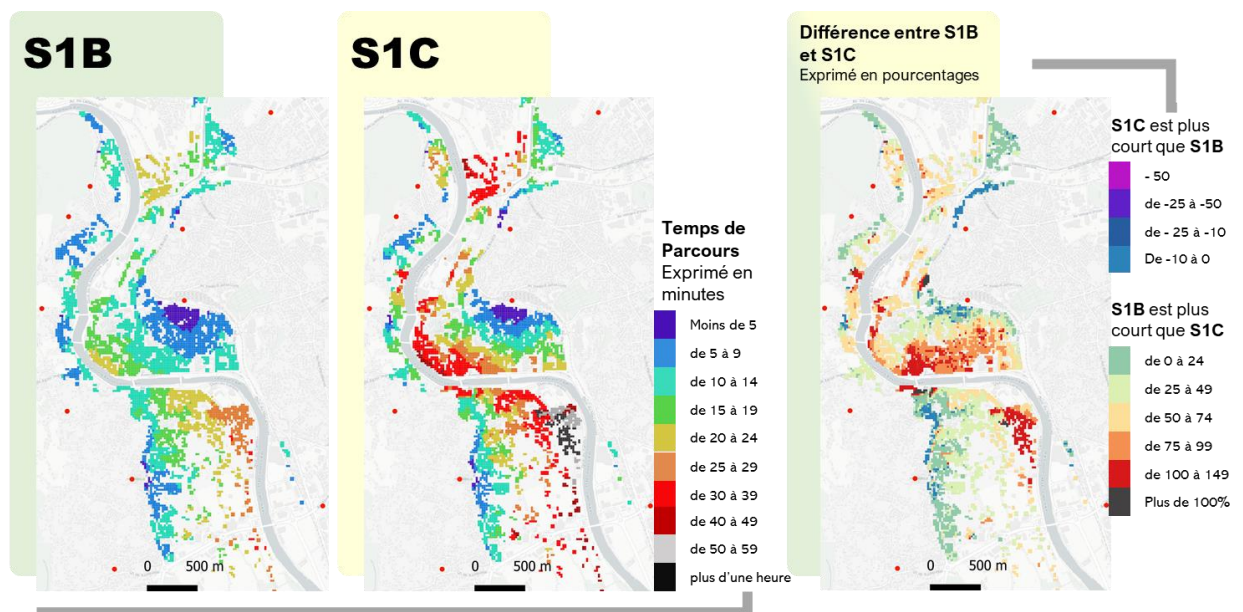 S1B
S1C
Différence entre S1B
et S1C
Exprimé en pourcentages
S1C est plus
court que S1B
- 50
de -25 à -50
de - 25 à -10
De -10 à 0
S1B est plus
court que S1C
de 0 à 24
de 25 à 49
de 50 à 74
de 75 à 99
de 100 à 149
Plus de 100%
Temps de
Parcours
Exprimé en
minutes
Moins de 5
de 5 à 9
de 10 à 14
de 15 à 19
de 20 à 24
de 25 à 29
de 30 à 39
de 40 à 49
de 50 à 59
plus d'une heure
0 500 m
0 500 m
0 500 m